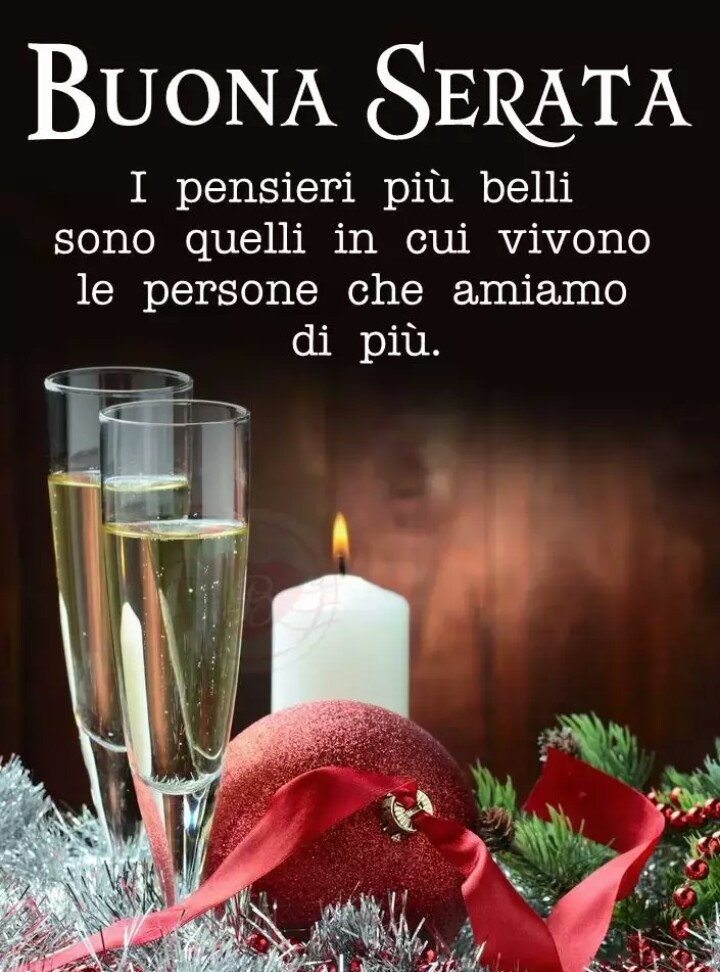 BUONA SERATA
I pensieri più belli
sono quelli in cui vivono
le persone che amiamo
di più.